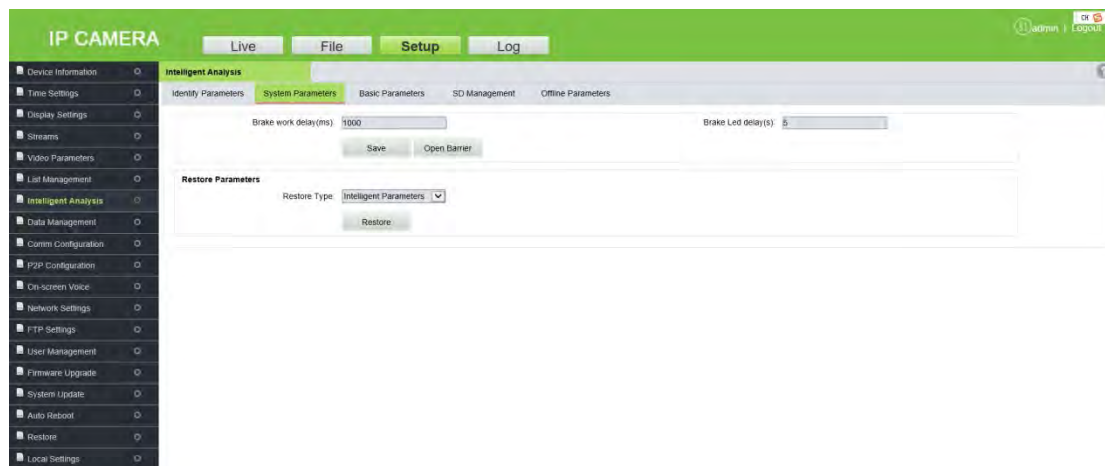 CH
IP CAMERA
Live File Setup Log
admin | Logout
Device Information
Time Settings
Display Settings
Streams
Video Parameters
List Management
Intelligent Analysis
Data Management
Comm Configuration
P2P Configuration
On-screen Voice
Network Settings
FTP Settings
User Management
Firmware Upgrade
System Update
Auto Reboot
Restore
Local Settings
Intelligent Analysis
Identify Parameters System Parameters Basic Parameters SD Management Offline Parameters
Brake work delay(ms) 1000 Brake Led delay(s) 5
Save Open Barrier
Restore Parameters
Restore Type Intelligent Parameters
Restore